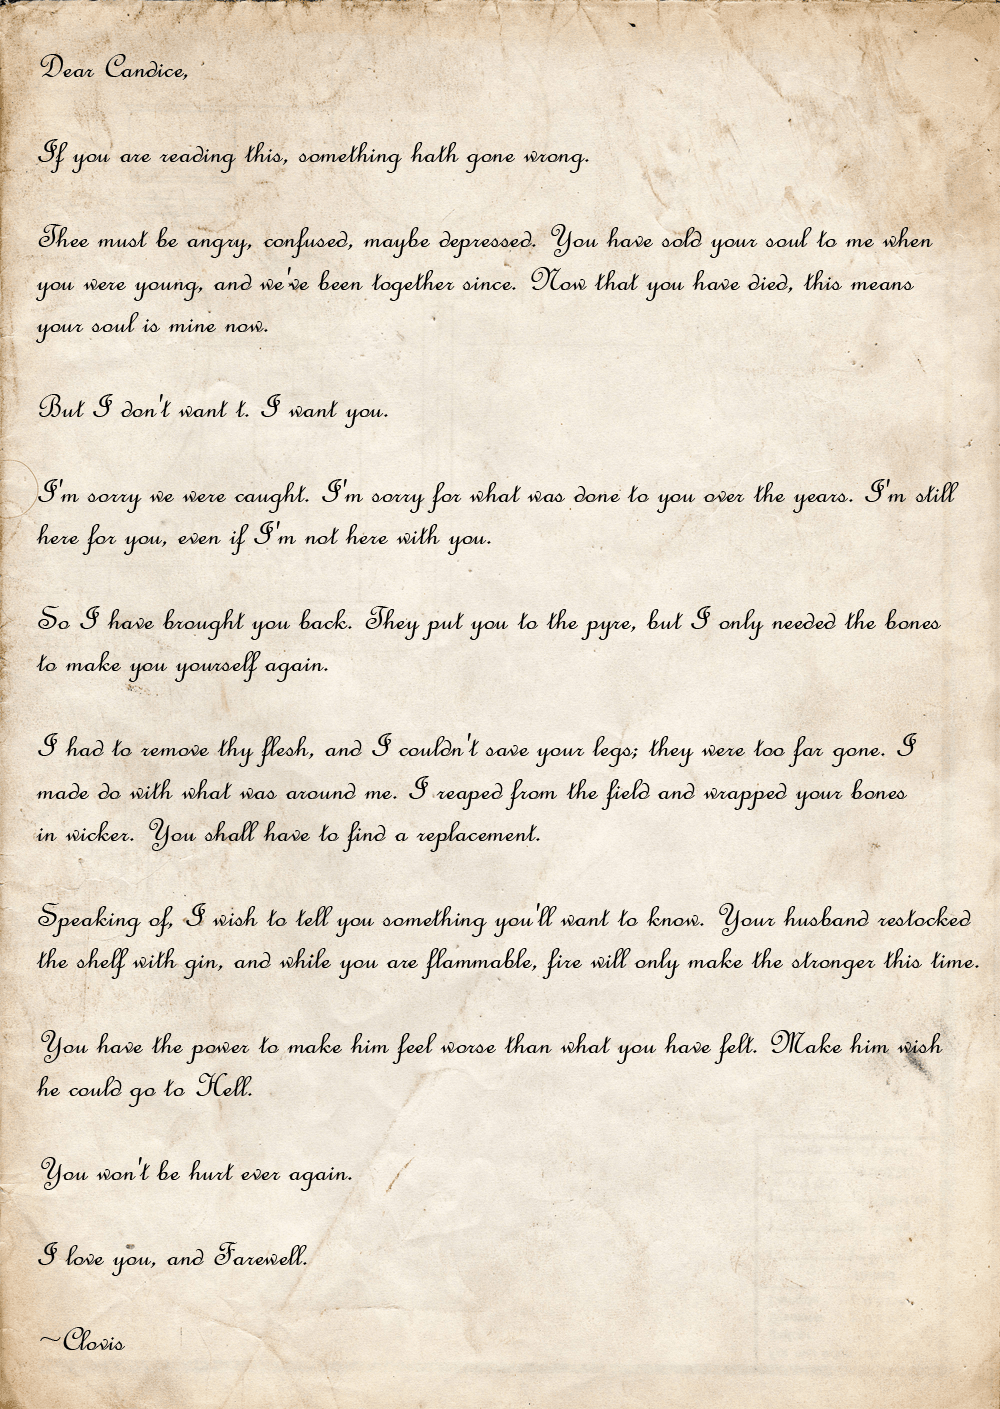 Dear Candice,
If you are reading this, something hath gone wrong.
Thee must be angry, confused, maybe depressed. You have sold your soul to me when
you were young, and we've been together since. Now that you have died, this means
your soul is mine now.
But I don't want t. I want you.
I'm sorry we were caught. I'm sorry for what was done to you over the years. I'm still
here for you, even if I'm not here with you.
So I have brought you back. They put you to the pyre, but I only needed the bones
to make you yourself again.
I had to remove thy flesh, and I couldn't save your legs; they were too far gone. I
made do with what was around me. I reaped from the field and wrapped your bones
in wicker. You shall have to find a replacement.
Speaking of, I wish to tell you something you'll want to know. Your husband restocked
the shelf with gin, and while you are flammable, fire will only make the stronger this time.
You have the power to make him feel worse than what you have felt. Make him wish
he could go to Hell.
You won't be hurt ever again.
I love you, and Farewell.
~Clovis